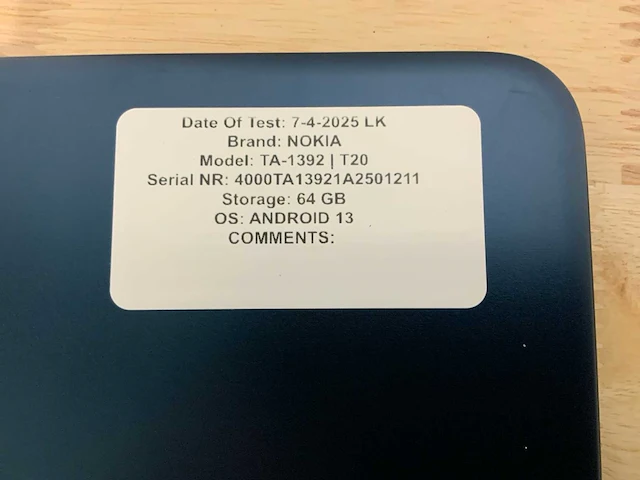 Date Of Test: 7-4-2025 LK
Brand: NOKIA
Model: TA-1392 | T20
Serial NR: 4000TA13921A2501211
Storage: 64 GB
OS: ANDROID 13
COMMENTS: